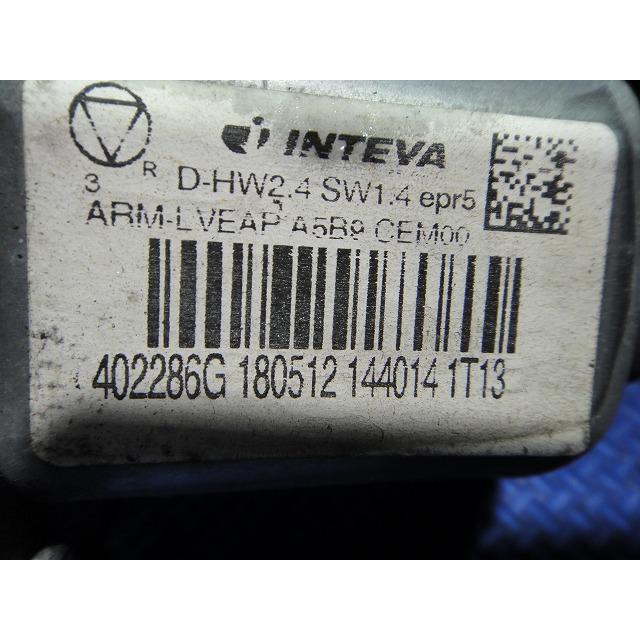 INTEVA
3 R D-HW2.4 SW1.4 epr5
ARM-LVEAP A5B9 CEM00
402286G 180512 144014 1T13